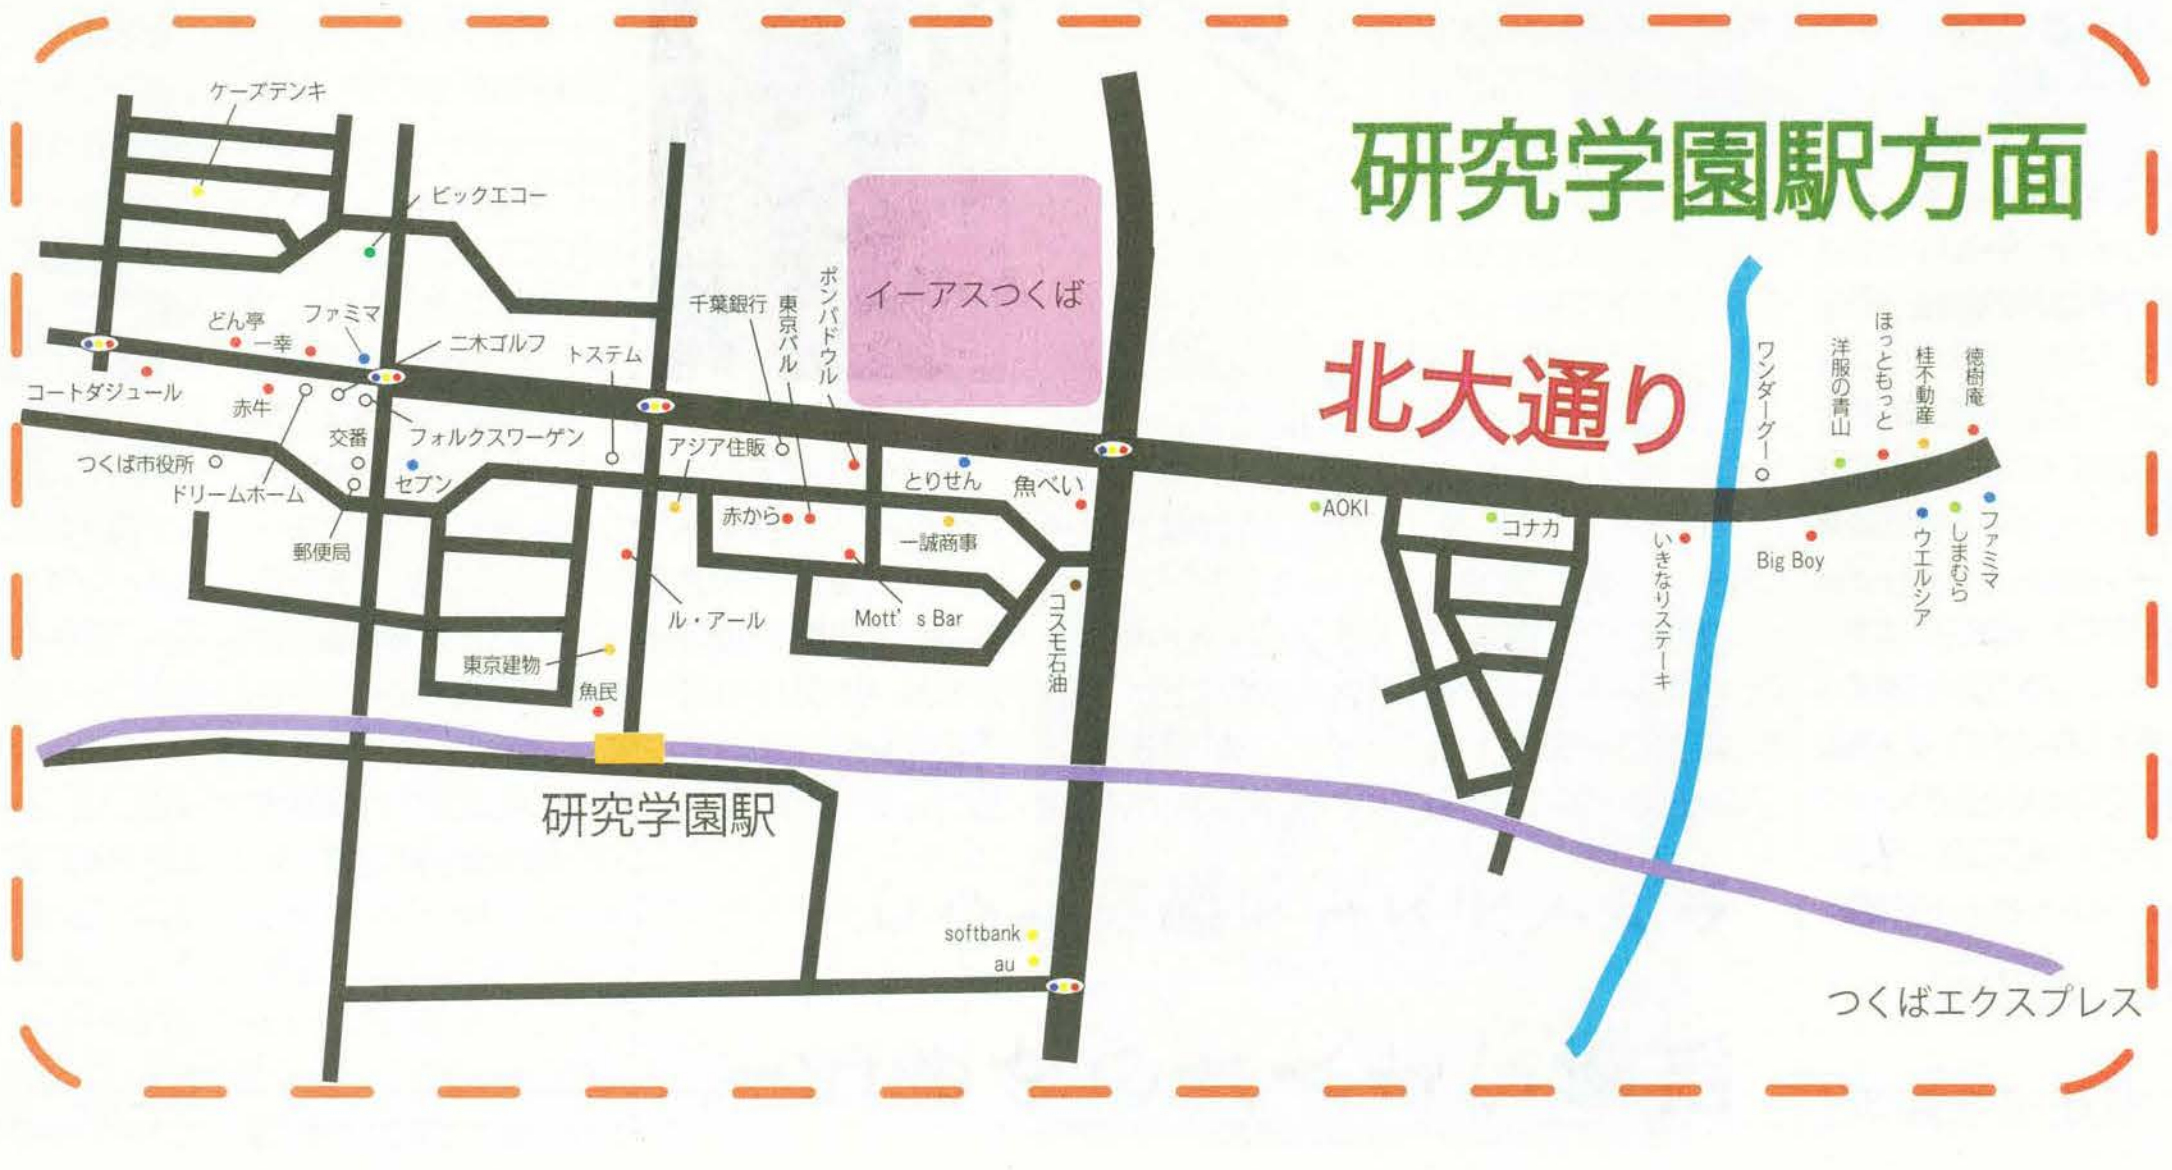 研究学園駅方面
北大通り
ケーズデンキ
ビックエコー
イーアスつくば
ポンパドウル
千葉銀行
東京バル
どん亭
ファミマ
一幸
二木ゴルフ
トステム
コートダジュール
赤牛
交番
フォルクスワーゲン
アジア住販
つくば市役所
ドリームホーム
セブン
とりせん
魚べい
赤から
一誠商事
郵便局
ル・アール
Mott’s Bar
コスモ石油
東京建物
魚民
研究学園駅
softbank
au
ワンダーグー
洋服の青山
ほっともっと
桂不動産
徳樹庵
AOKI
コナカ
いきなりステーキ
Big Boy
ウエルシア
しまむら
ファミマ
つくばエクスプレス